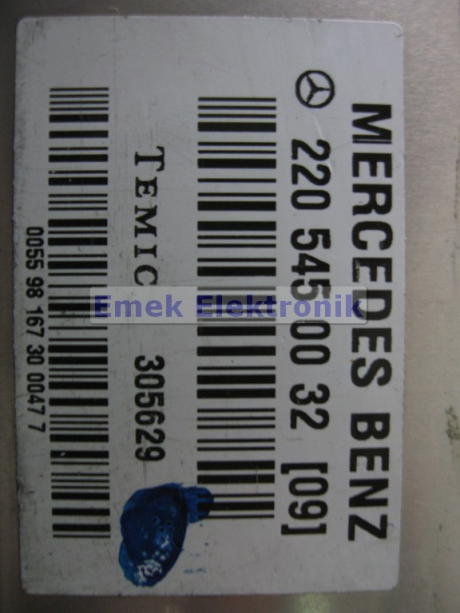 MERCEDES BENZ
220 545 00 32 [09]
TEMIC 305629
0055 98 167 30 0047 7
Emek Elektronik